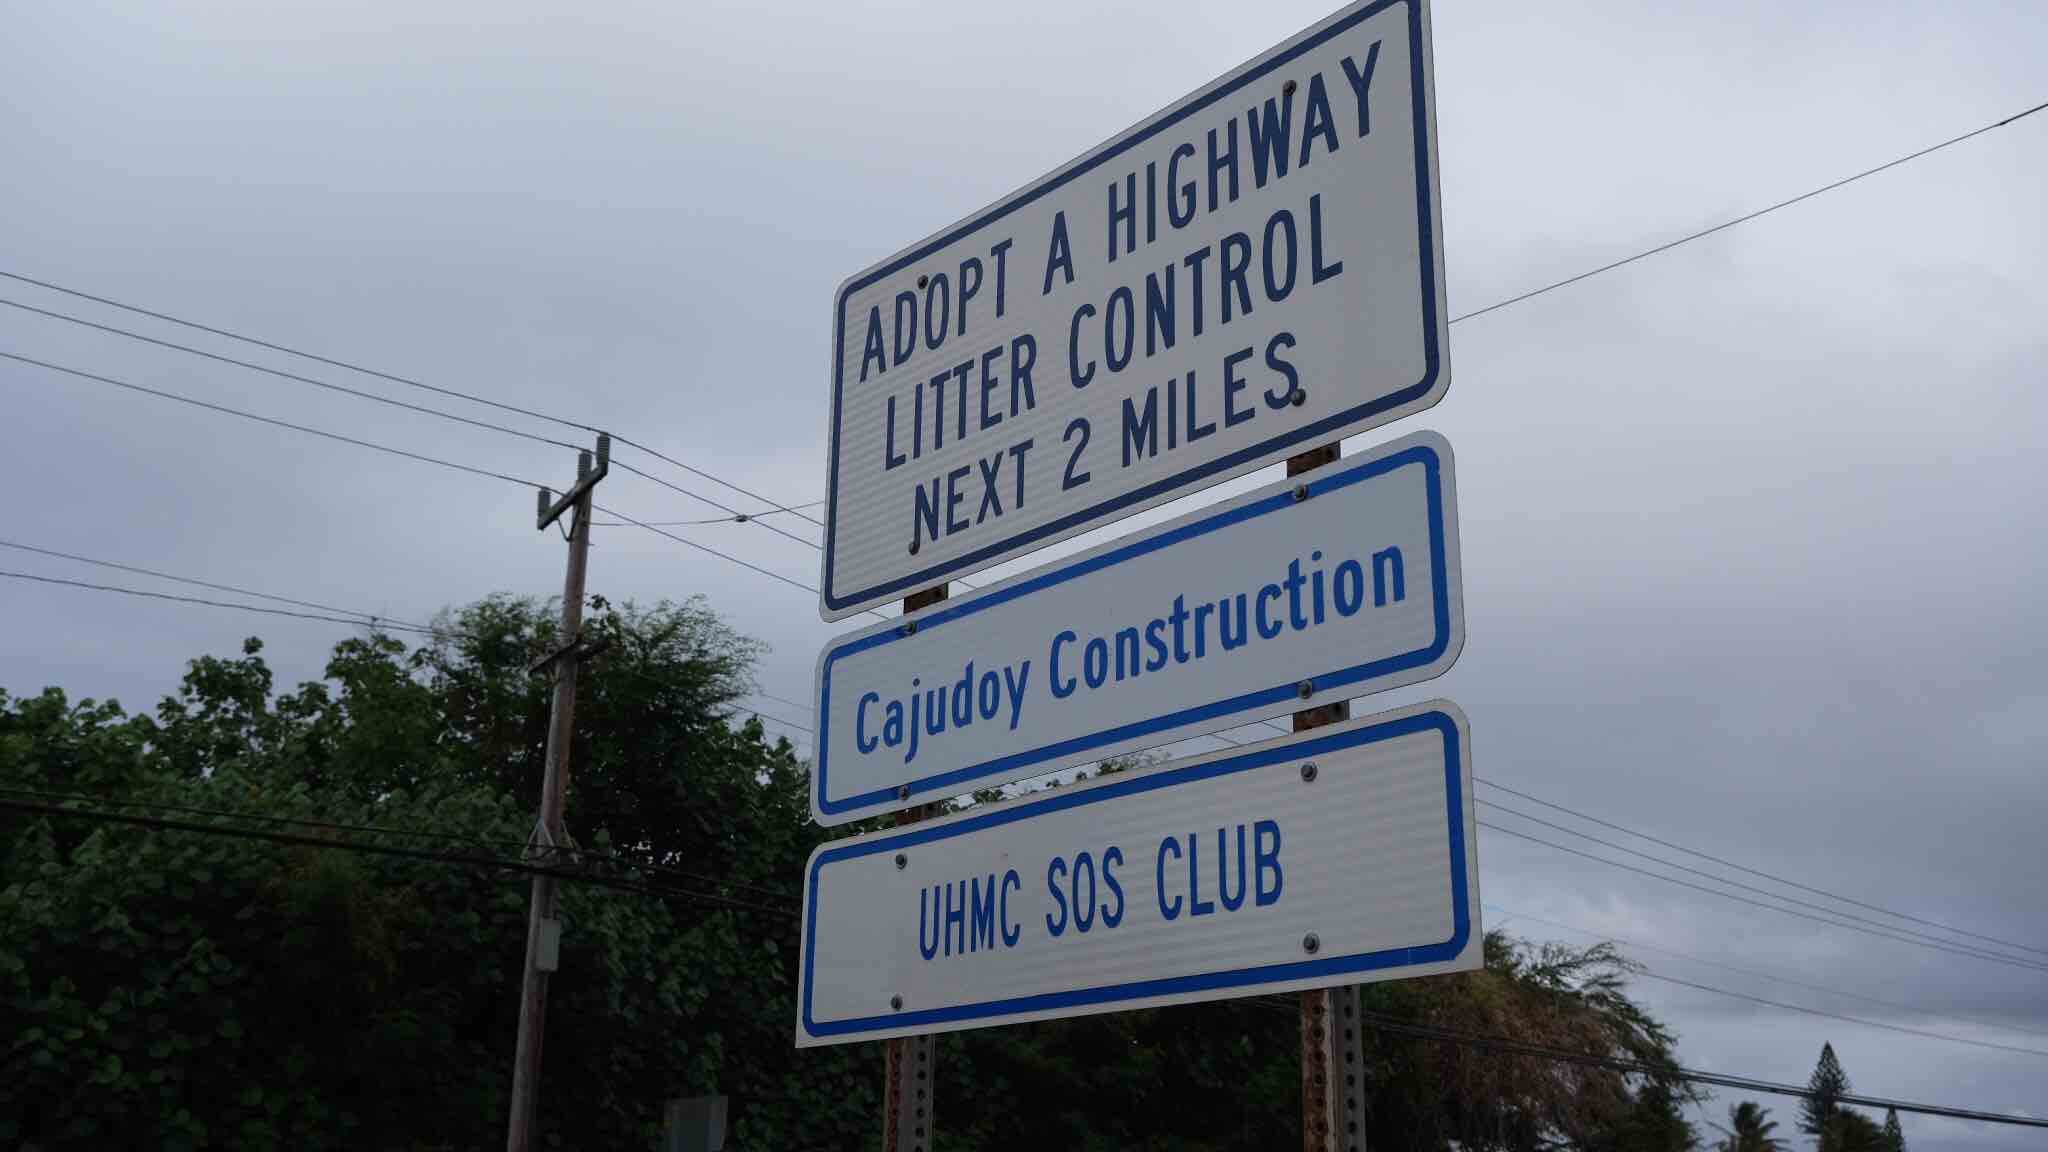 ADOPT A HIGHWAY
LITTER CONTROL
NEXT 2 MILES
Cajudoy Construction
UHMC SOS CLUB